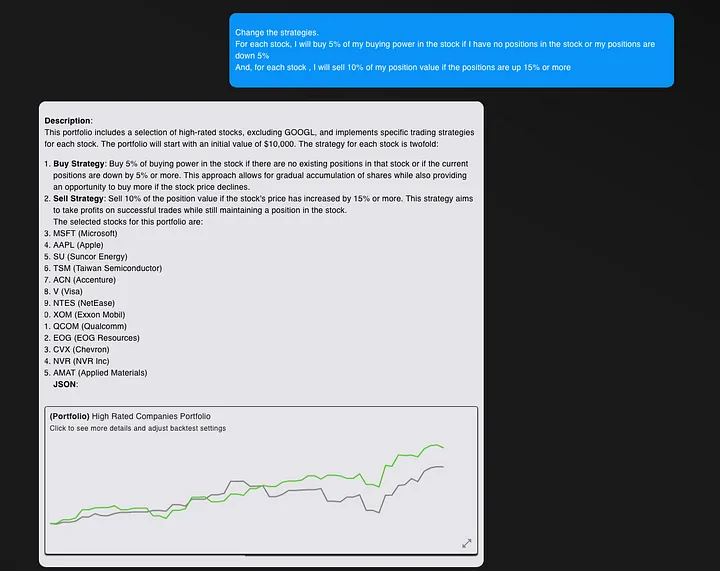 Change the strategies.
For each stock, I will buy 5% of my buying power in the stock if I have no positions in the stock or my positions are
down 5%
And, for each stock , I will sell 10% of my position value if the positions are up 15% or more
Description:
This portfolio includes a selection of high-rated stocks, excluding GOOGL, and implements specific trading strategies
for each stock. The portfolio will start with an initial value of $10,000. The strategy for each stock is twofold:
1. Buy Strategy: Buy 5% of buying power in the stock if there are no existing positions in that stock or if the current
positions are down by 5% or more. This approach allows for gradual accumulation of shares while also providing
an opportunity to buy more if the stock price declines.
2. Sell Strategy: Sell 10% of the position value if the stock's price has increased by 15% or more. This strategy aims
to take profits on successful trades while still maintaining a position in the stock.
The selected stocks for this portfolio are:
3. MSFT (Microsoft)
4. AAPL (Apple)
5. SU (Suncor Energy)
6. TSM (Taiwan Semiconductor)
7. ACN (Accenture)
8. V (Visa)
9. NTES (NetEase)
0. XOM (Exxon Mobil)
1. QCOM (Qualcomm)
2. EOG (EOG Resources)
3. CVX (Chevron)
4. NVR (NVR Inc)
5. AMAT (Applied Materials)
JSON:
(Portfolio) High Rated Companies Portfolio
Click to see more details and adjust backtest settings